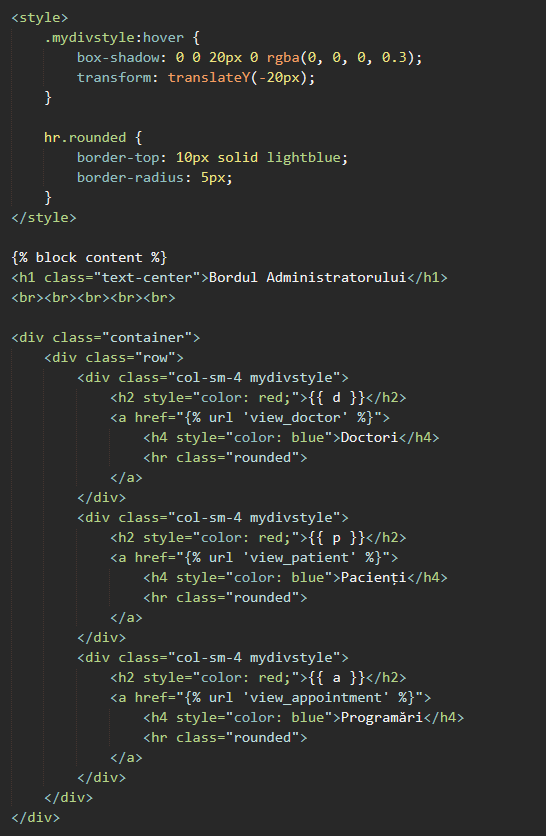 <style>
    .mydivstyle:hover {
        box-shadow: 0 0 20px 0 rgba(0, 0, 0, 0.3);
        transform: translateY(-20px);
    }

    hr.rounded {
        border-top: 10px solid lightblue;
        border-radius: 5px;
    }
</style>

{% block content %}
<h1 class="text-center">Bordul Administratorului</h1>
<br><br><br><br><br>

<div class="container">
    <div class="row">
        <div class="col-sm-4 mydivstyle">
            <h2 style="color: red;">{{ d }}</h2>
            <a href="{% url 'view_doctor' %}">
                <h4 style="color: blue">Doctori</h4>
                <hr class="rounded">
            </a>
        </div>
        <div class="col-sm-4 mydivstyle">
            <h2 style="color: red;">{{ p }}</h2>
            <a href="{% url 'view_patient' %}">
                <h4 style="color: blue">Pacienți</h4>
                <hr class="rounded">
            </a>
        </div>
        <div class="col-sm-4 mydivstyle">
            <h2 style="color: red;">{{ a }}</h2>
            <a href="{% url 'view_appointment' %}">
                <h4 style="color: blue">Programări</h4>
                <hr class="rounded">
            </a>
        </div>
    </div>
</div>